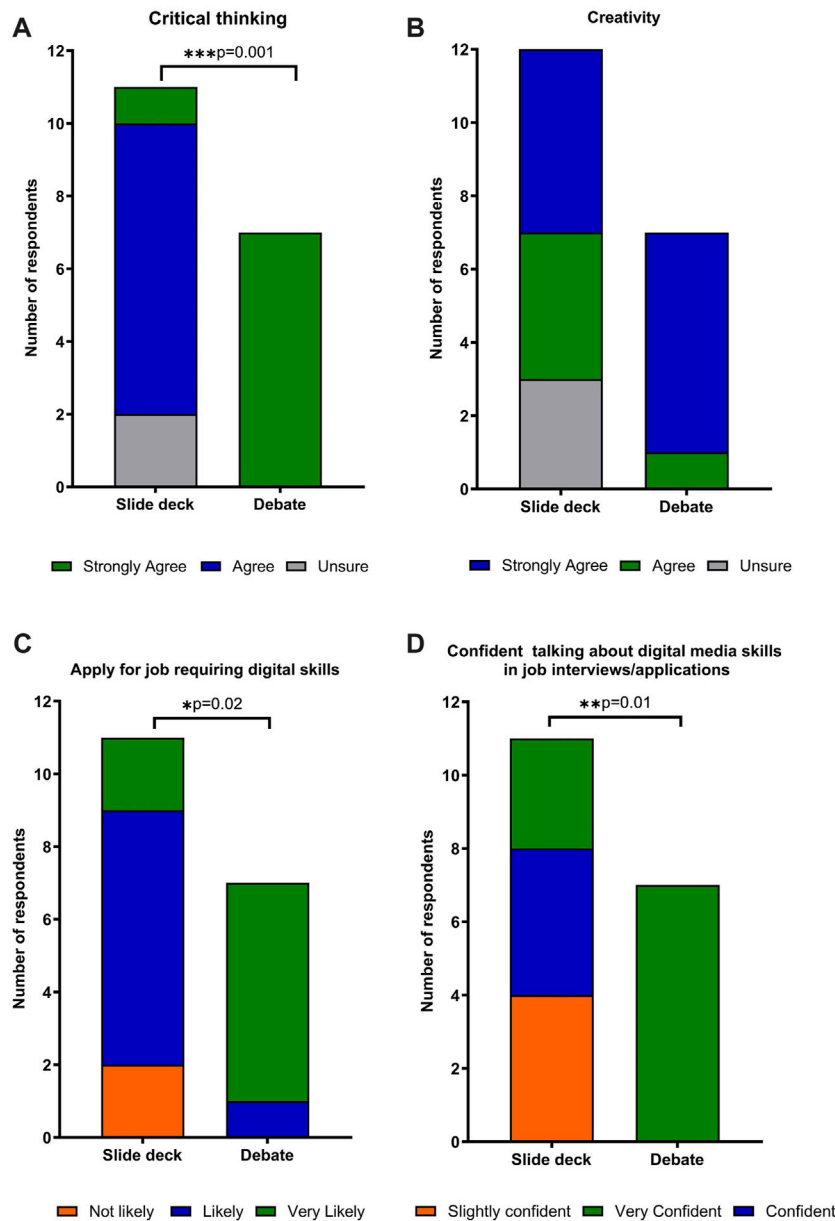 A
Critical thinking
∗∗∗p=0.001
Number of respondents
12
10
8
6
4
2
0
Slide deck
Debate
Strongly Agree
Agree
Unsure
B
Creativity
Number of respondents
12
10
8
6
4
2
0
Slide deck
Debate
Strongly Agree
Agree
Unsure
C
Apply for job requiring digital skills
∗p=0.02
Number of respondents
12
10
8
6
4
2
0
Slide deck
Debate
Not likely
Likely
Very Likely
D
Confident talking about digital media skills
in job interviews/applications
∗∗p=0.01
Number of respondents
12
10
8
6
4
2
0
Slide deck
Debate
Slightly confident
Very Confident
Confident